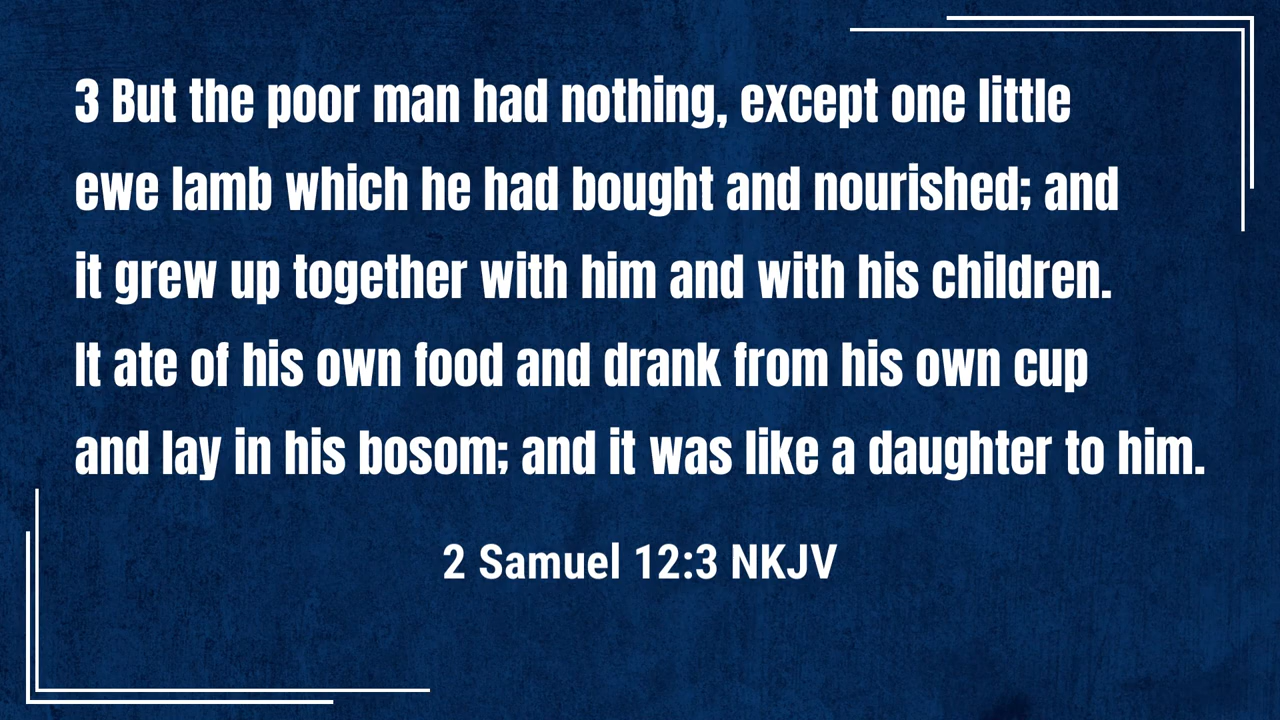 3 But the poor man had nothing, except one little
ewe lamb which he had bought and nourished; and
it grew up together with him and with his children.
It ate of his own food and drank from his own cup
and lay in his bosom; and it was like a daughter to him.
2 Samuel 12:3 NKJV